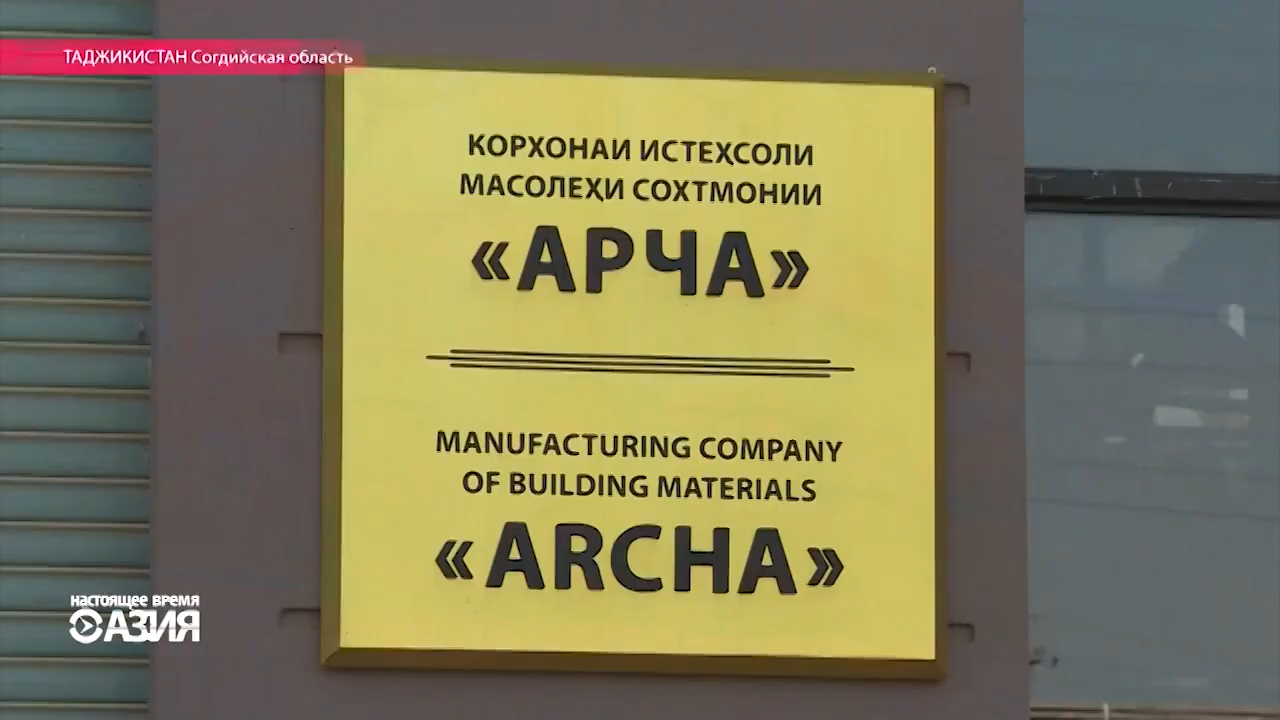 ТАДЖИКИСТАН Согдийская область
КОРХОНАИ ИСТЕҲСОЛИ
МАСОЛЕҲИ СОХТМОНИИ
«АРЧА»
MANUFACTURING COMPANY
OF BUILDING MATERIALS
«ARCHA»
НАСТОЯЩЕЕ ВРЕМЯ
АЗИЯ